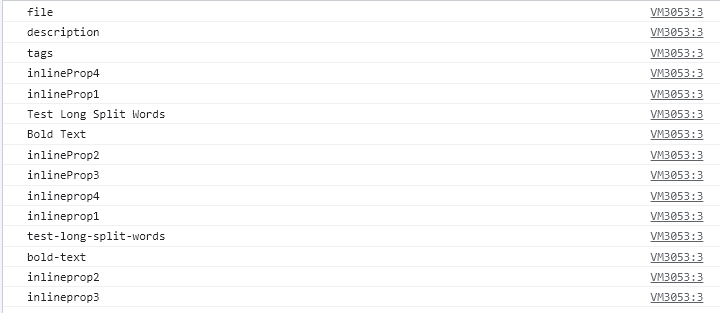 file VM3053:3
description VM3053:3
tags VM3053:3
inlineProp4 VM3053:3
inlineProp1 VM3053:3
Test Long Split Words VM3053:3
Bold Text VM3053:3
inlineProp2 VM3053:3
inlineProp3 VM3053:3
inlineprop4 VM3053:3
inlineprop1 VM3053:3
test-long-split-words VM3053:3
bold-text VM3053:3
inlineprop2 VM3053:3
inlineprop3 VM3053:3